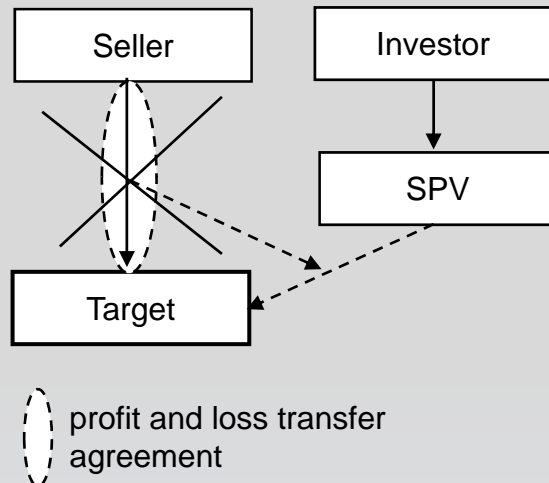 Seller
Investor
SPV
Target
profit and loss transfer
agreement